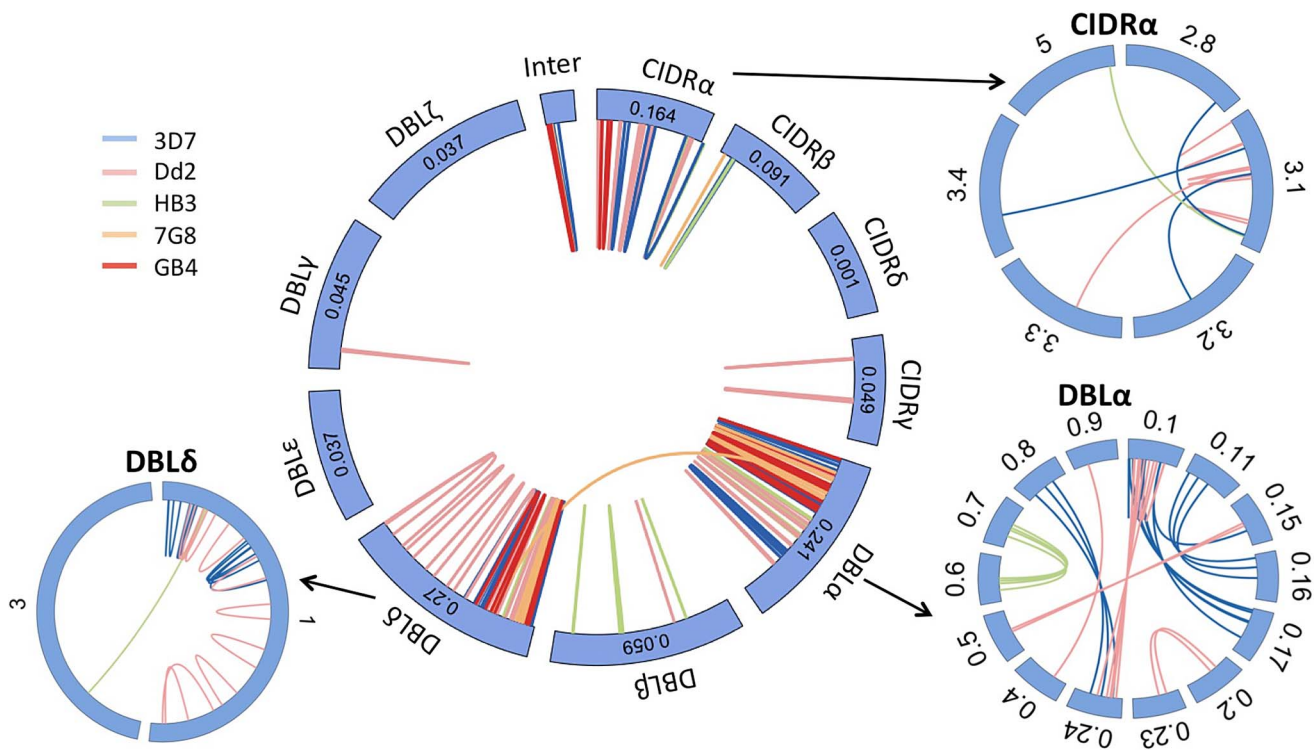 3D7
Dd2
HB3
7G8
GB4
Inter
CIDRα
0.164
CIDRβ
0.091
CIDRδ
0.001
CIDRγ
0.049
DBLα
0.241
DBLβ
0.059
DBLδ
0.27
DBLε
0.037
DBLγ
0.045
DBLζ
0.037
CIDRα
2.8
3.1
3.2
3.3
3.4
5
DBLα
0.1
0.11
0.15
0.16
0.17
0.2
0.23
0.24
0.4
0.5
0.6
0.7
0.8
0.9
DBLδ
1
3